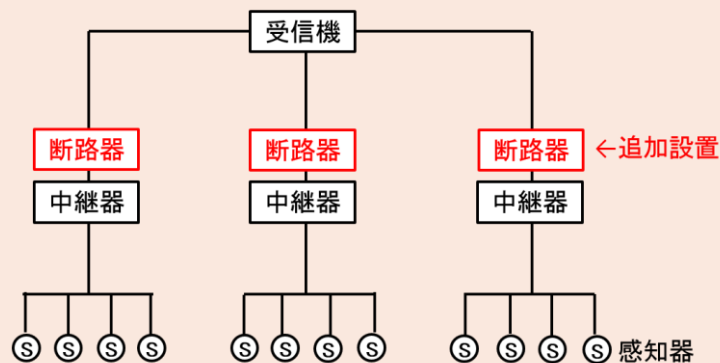 受信機
断路器 断路器 断路器 ←追加設置
中継器 中継器 中継器
S S S S S S S S S S S S 感知器